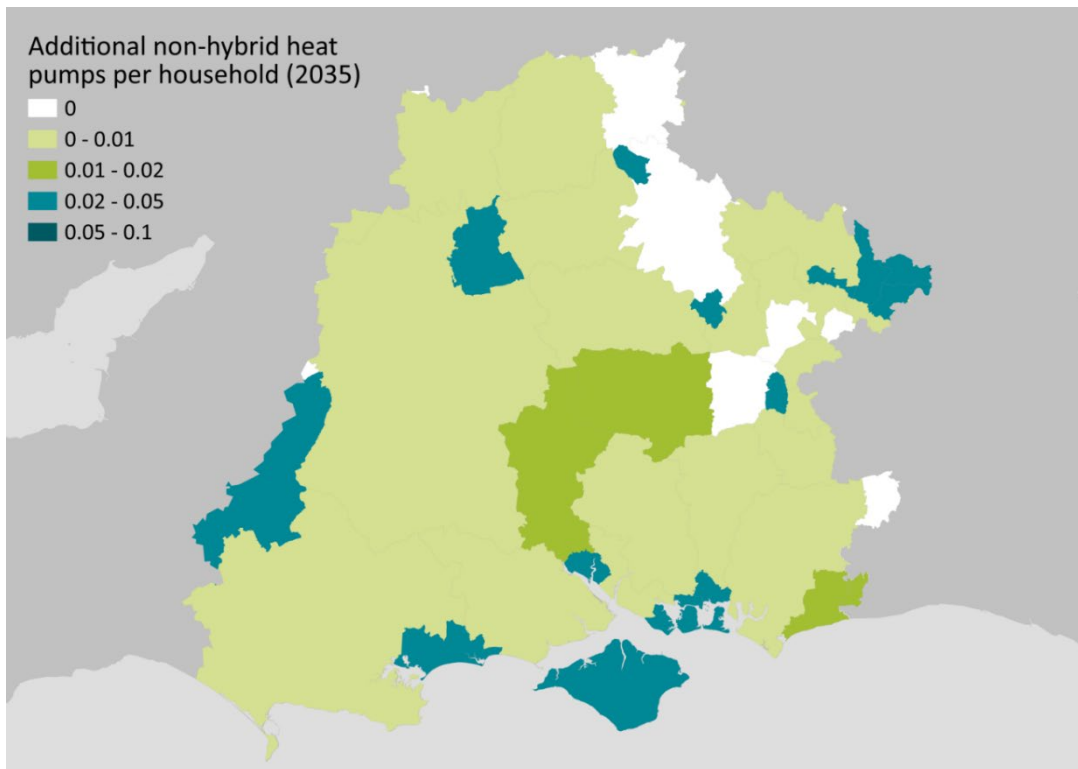 Additional non-hybrid heat
pumps per household (2035)
0
0 - 0.01
0.01 - 0.02
0.02 - 0.05
0.05 - 0.1